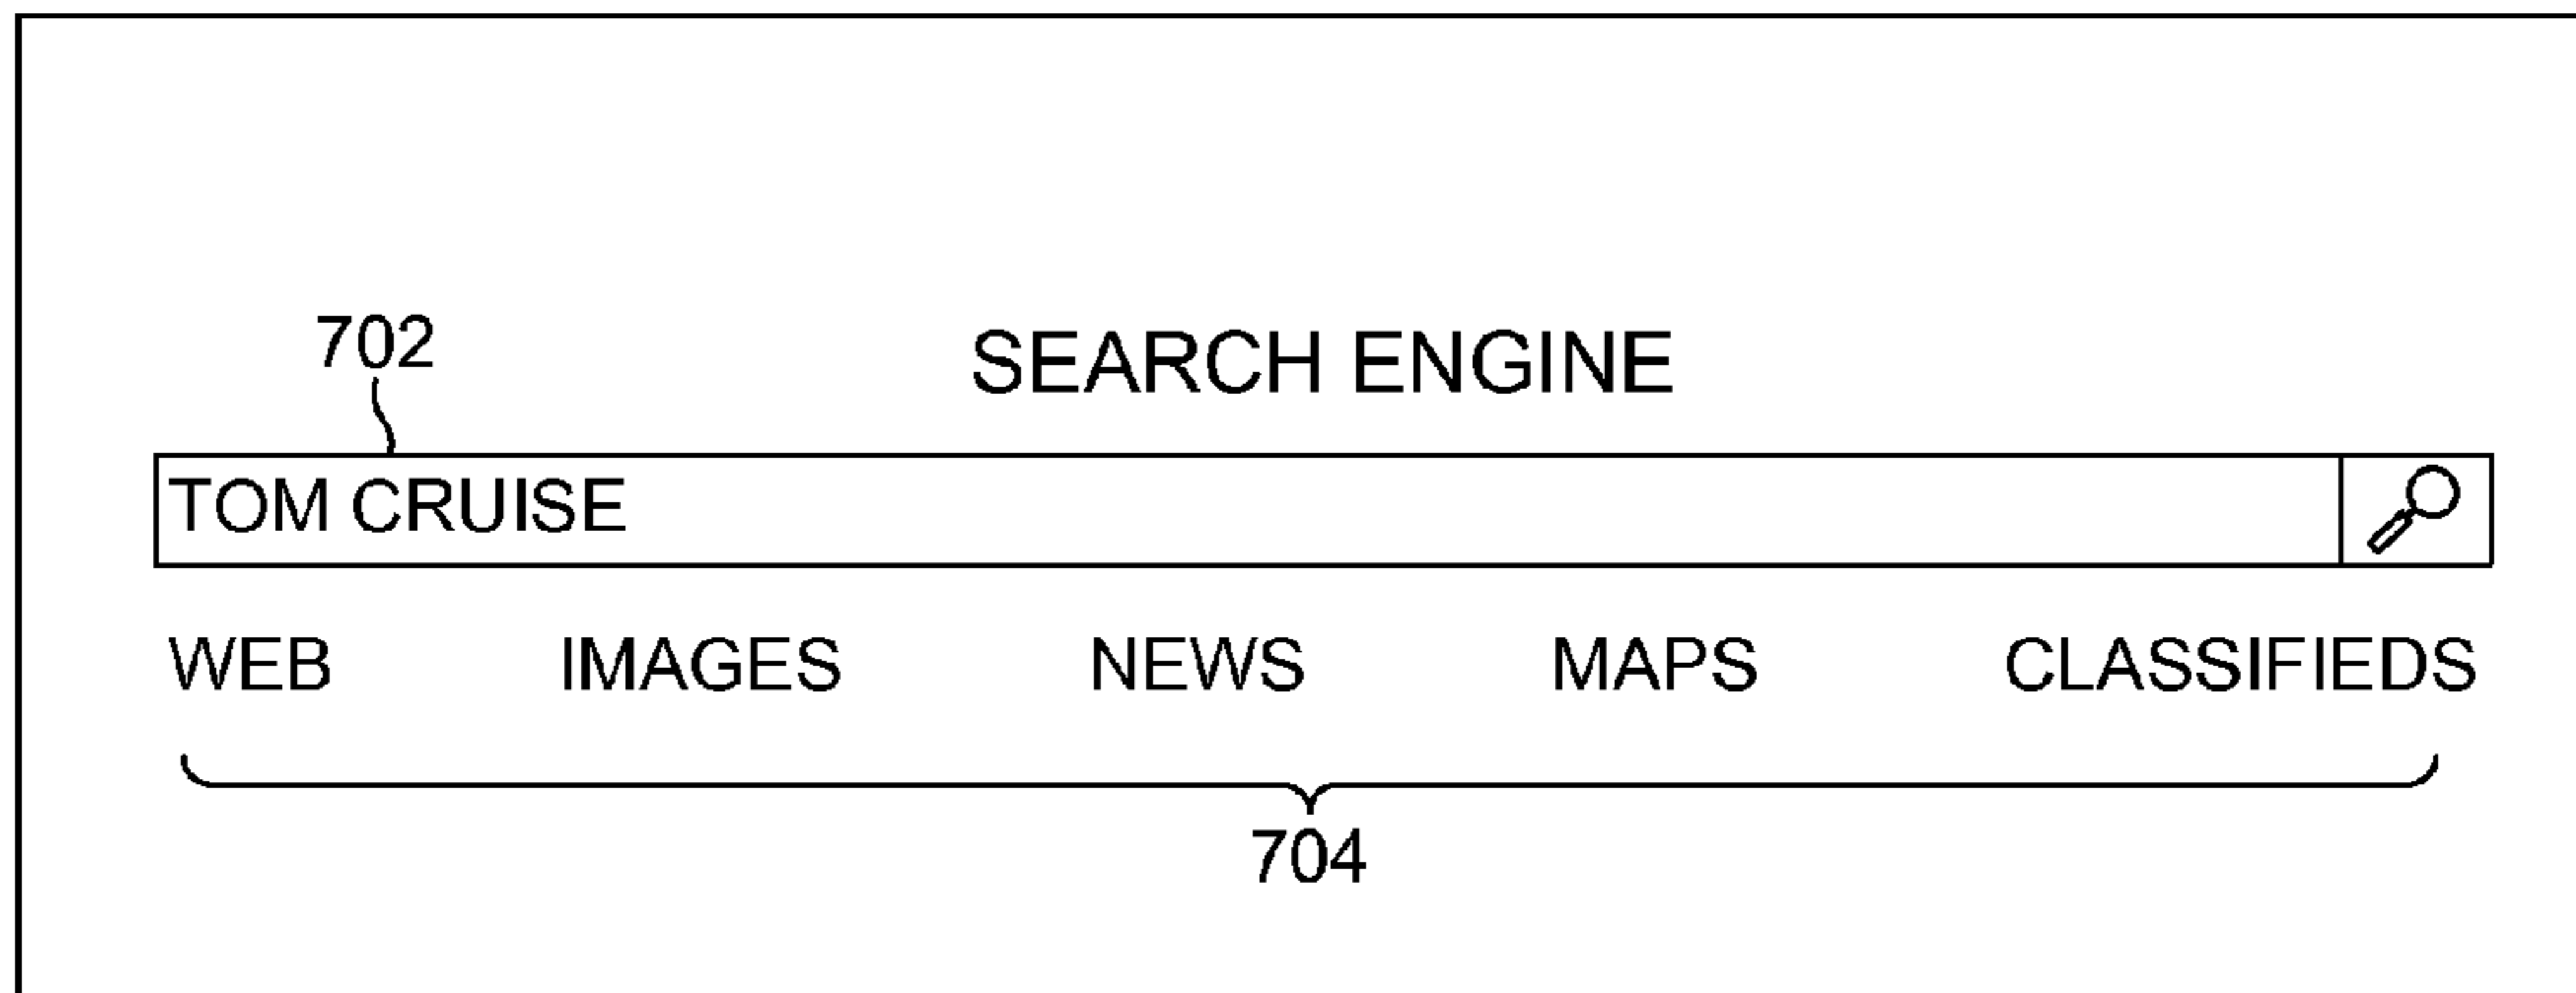 702
SEARCH ENGINE
TOM CRUISE
WEB IMAGES NEWS MAPS CLASSIFIEDS
704